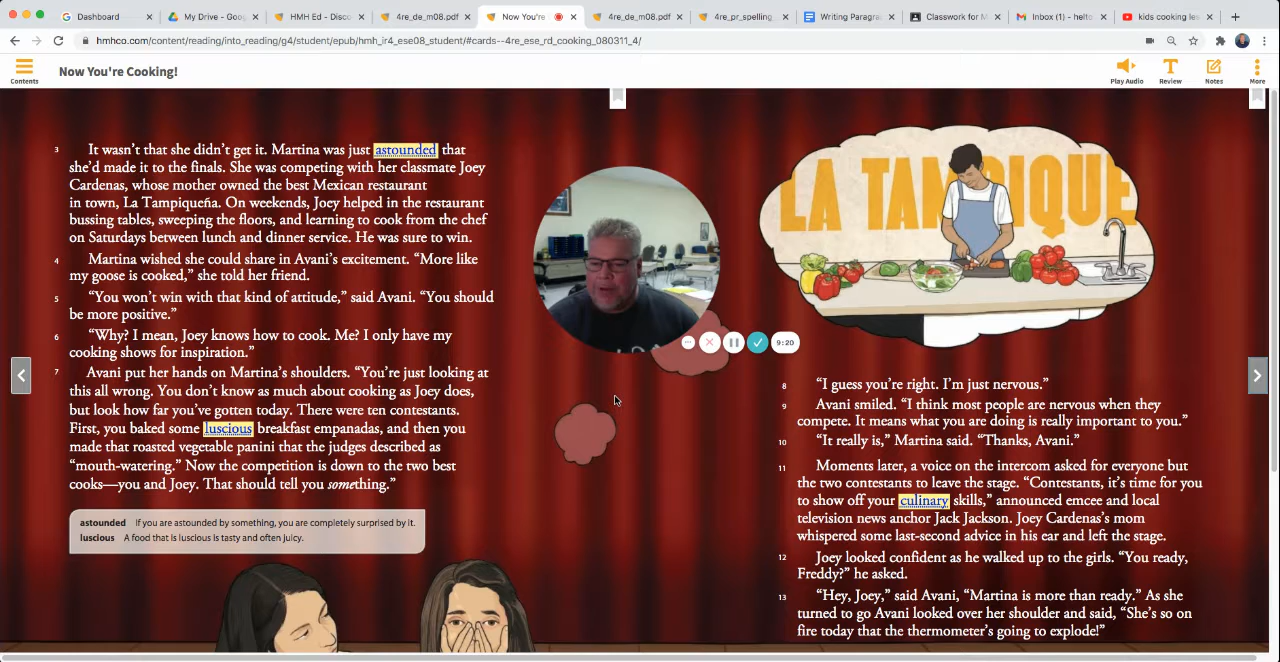 Dashboard
My Drive - Goog
HMH Ed - Disco
4re_de_m08.pdf
Now You're
4re_de_m08.pdf
4re_pr_spelling
Writing Paragra
Classwork for M
Inbox (1) - helto
kids cooking les
hmhco.com/content/reading/into_reading/g4/student/epub/hmh_ir4_ese08_student/#cards--4re_ese_rd_cooking_080311_4/
Contents
Now You're Cooking!
Play Audio
Review
Notes
More
3 It wasn't that she didn't get it. Martina was just astounded that
she'd made it to the finals. She was competing with her classmate Joey
Cardenas, whose mother owned the best Mexican restaurant
in town, La Tampiqueña. On weekends, Joey helped in the restaurant
bussing tables, sweeping the floors, and learning to cook from the chef
on Saturdays between lunch and dinner service. He was sure to win.
4 Martina wished she could share in Avani's excitement. "More like
my goose is cooked," she told her friend.
5 "You won't win with that kind of attitude," said Avani. "You should
be more positive."
6 "Why? I mean, Joey knows how to cook. Me? I only have my
cooking shows for inspiration."
7 Avani put her hands on Martina's shoulders. "You're just looking at
this all wrong. You don't know as much about cooking as Joey does,
but look how far you've gotten today. There were ten contestants.
First, you baked some luscious breakfast empanadas, and then you
made that roasted vegetable panini that the judges described as
"mouth-watering." Now the competition is down to the two best
cooks—you and Joey. That should tell you something."
astounded If you are astounded by something, you are completely surprised by it.
luscious A food that is luscious is tasty and often juicy.
9:20
LA TAMPIQUE
8 "I guess you're right. I'm just nervous."
9 Avani smiled. "I think most people are nervous when they
compete. It means what you are doing is really important to you."
10 "It really is," Martina said. "Thanks, Avani."
11 Moments later, a voice on the intercom asked for everyone but
the two contestants to leave the stage. "Contestants, it's time for you
to show off your culinary skills," announced emcee and local
television news anchor Jack Jackson. Joey Cardenas's mom
whispered some last-second advice in his ear and left the stage.
12 Joey looked confident as he walked up to the girls. "You ready,
Freddy?" he asked.
13 "Hey, Joey," said Avani, "Martina is more than ready." As she
turned to go Avani looked over her shoulder and said, "She's so on
fire today that the thermometer's going to explode!"